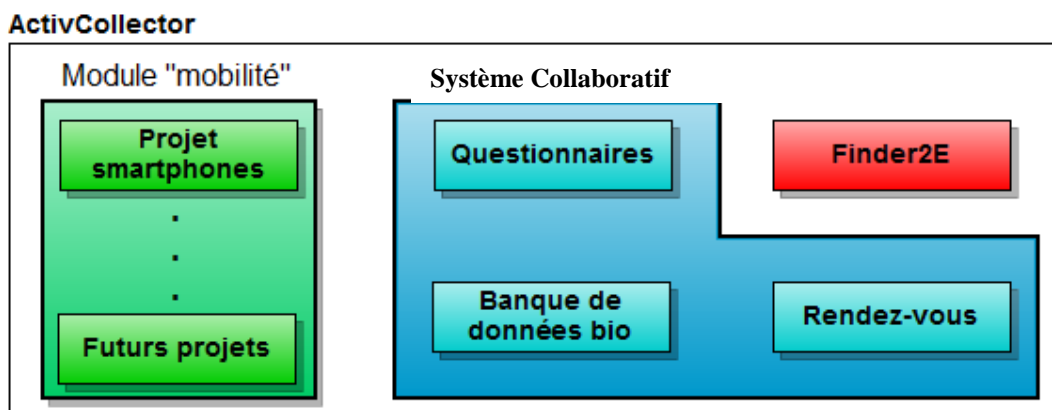 ActivCollector
Module "mobilité"
Système Collaboratif
Projet
smartphones
.
.
.
Futurs projets
Questionnaires
Finder2E
Banque de
données bio
Rendez-vous